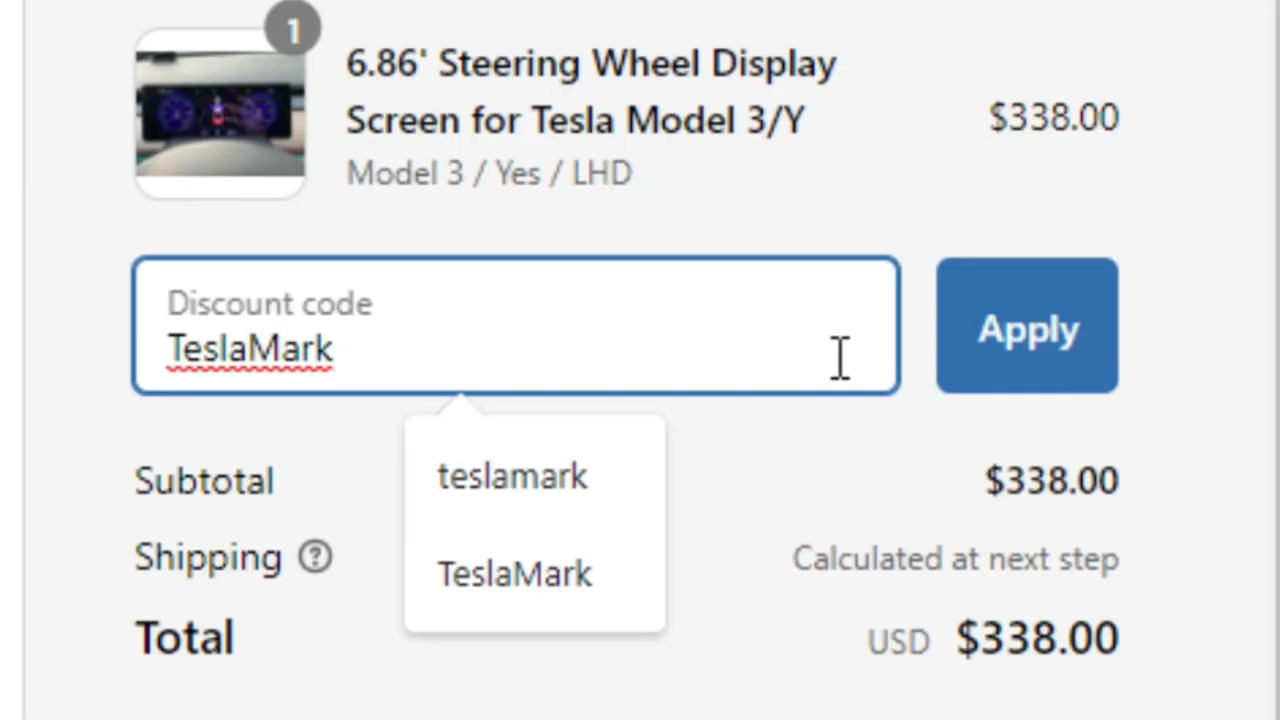 1
6.86' Steering Wheel Display
Screen for Tesla Model 3/Y
$338.00
Model 3 / Yes / LHD
Discount code
TeslaMark
Apply
teslamark
TeslaMark
Subtotal
$338.00
Shipping ?
Calculated at next step
Total
USD $338.00